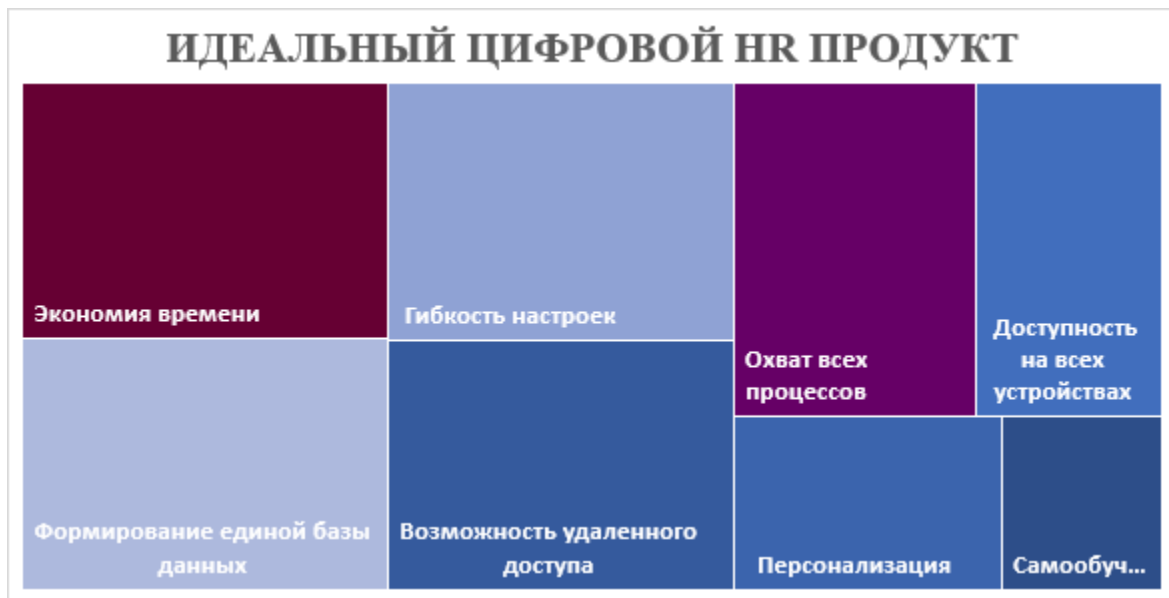 ИДЕАЛЬНЫЙ ЦИФРОВОЙ HR ПРОДУКТ
Экономия времени
Гибкость настроек
Охват всех
процессов
Доступность
на всех
устройствах
Формирование единой базы
данных
Возможность удаленного
доступа
Персонализация
Самообуч...